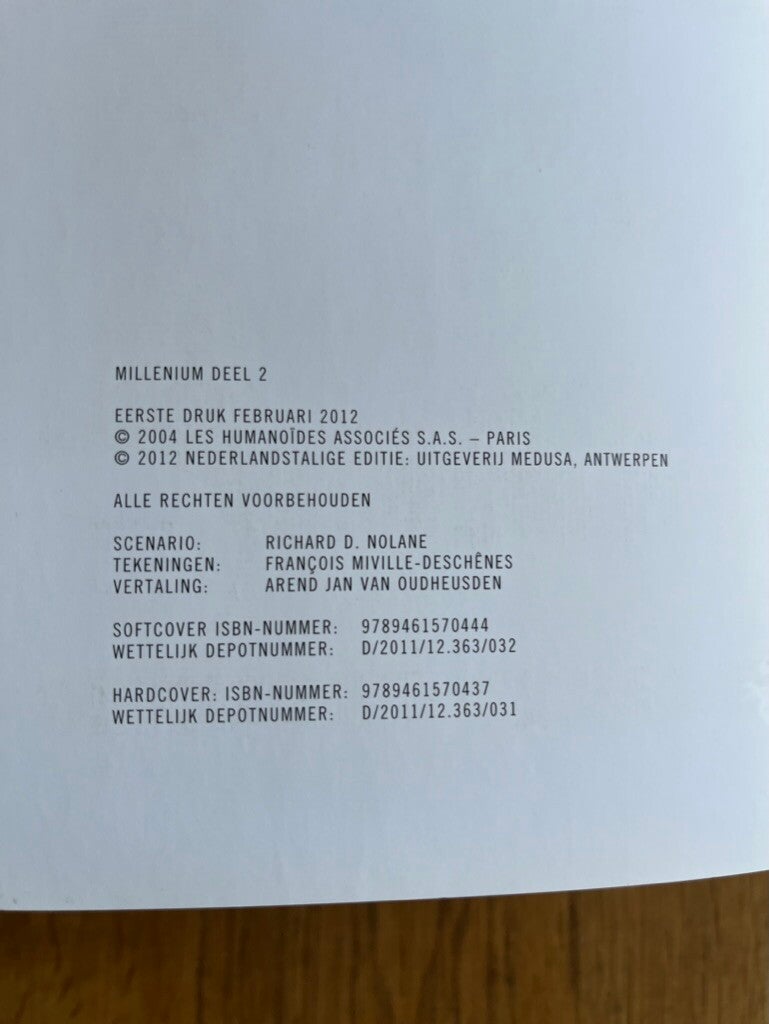 MILLENIUM DEEL 2
EERSTE DRUK FEBRUARI 2012
© 2004 LES HUMANOÏDES ASSOCIÉS S.A.S. – PARIS
© 2012 NEDERLANDSTALIGE EDITIE: UITGEVERIJ MEDUSA, ANTWERPEN
ALLE RECHTEN VOORBEHOUDEN
SCENARIO: RICHARD D. NOLANE
TEKENINGEN: FRANÇOIS MIVILLE-DESCHÊNES
VERTALING: AREND JAN VAN OUDHEUSDEN
SOFTCOVER ISBN-NUMMER: 9789461570444
WETTELIJK DEPOTNUMMER: D/2011/12.363/032
HARDCOVER: ISBN-NUMMER: 9789461570437
WETTELIJK DEPOTNUMMER: D/2011/12.363/031